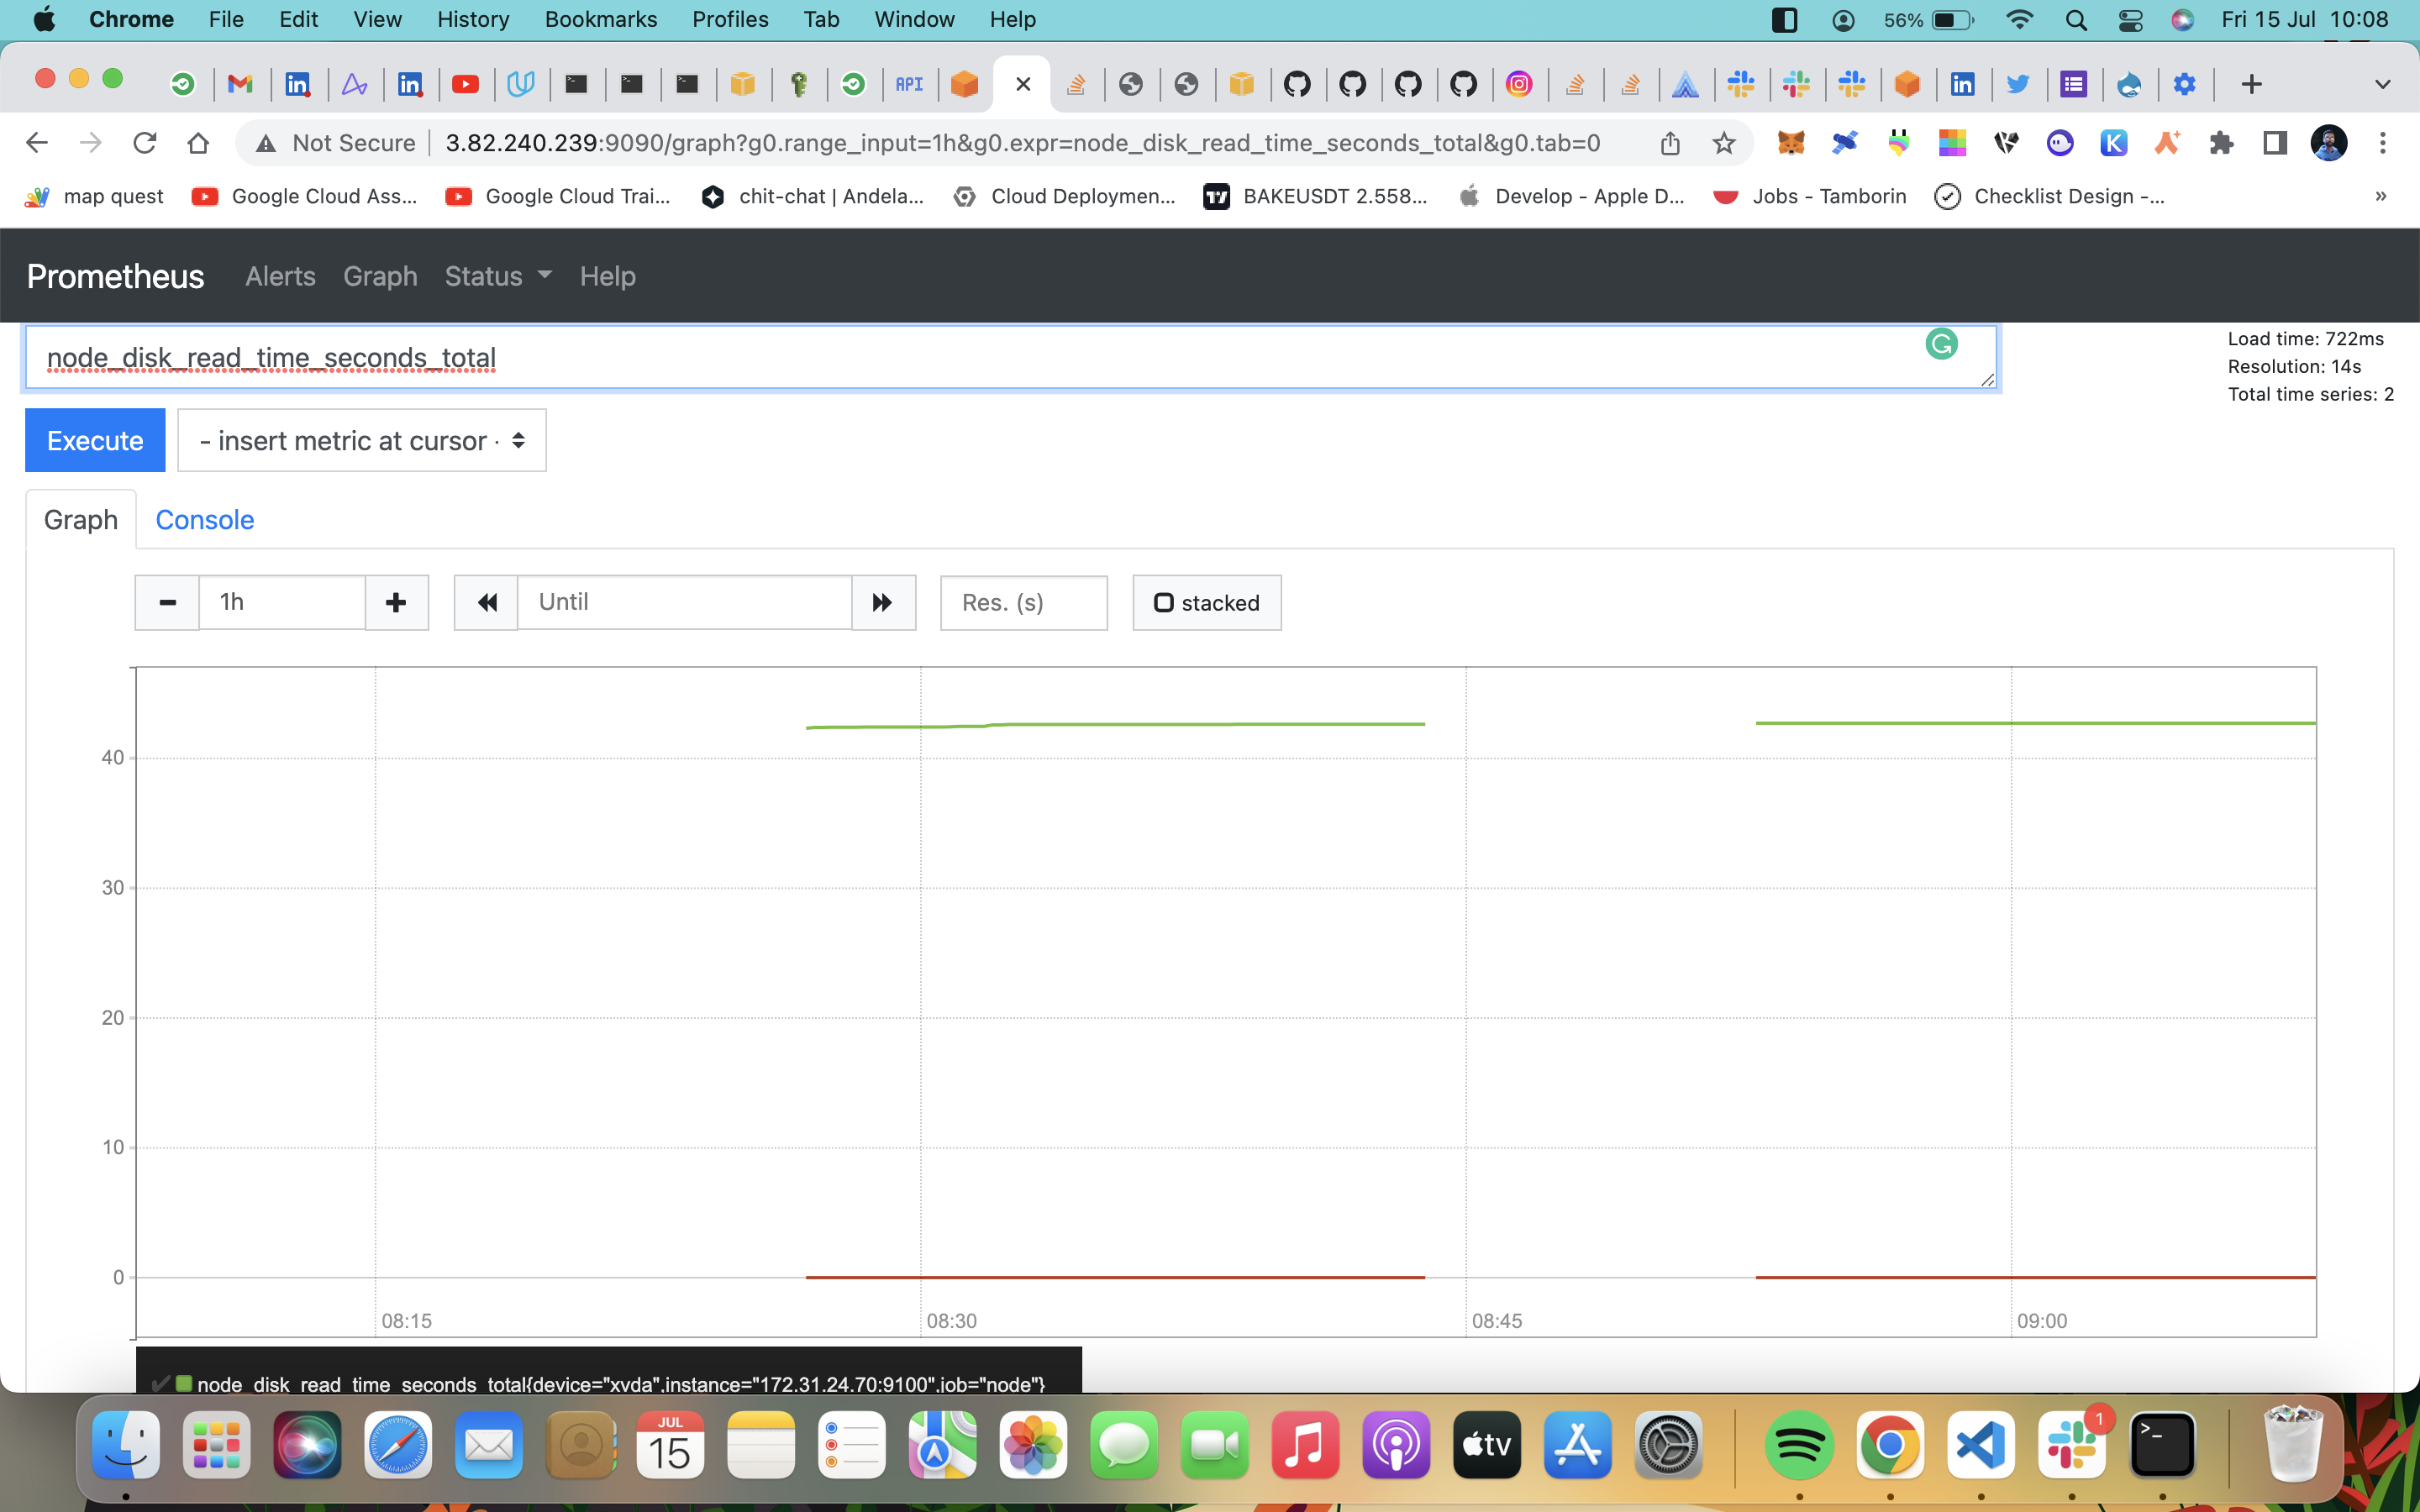 Chrome File Edit View History Bookmarks Profiles Tab Window Help 56% Fri 15 Jul 10:08
API
Not Secure 3.82.240.239:9090/graph?g0.range_input=1h&g0.expr=node_disk_read_time_seconds_total&g0.tab=0
map quest Google Cloud Ass... Google Cloud Trai... chit-chat | Andela... Cloud Deploymen... BAKEUSDT 2.558... Develop - Apple D... Jobs - Tamborin Checklist Design -... »
Prometheus Alerts Graph Status Help
node_disk_read_time_seconds_total
Load time: 722ms
Resolution: 14s
Total time series: 2
Execute - insert metric at cursor -
Graph Console
1h Until Res. (s) stacked
40
30
20
10
0
08:15 08:30 08:45 09:00
node_disk_read_time_seconds_total{device="xvda",instance="172.31.24.70:9100",job="node"}
JUL
15
tv
1